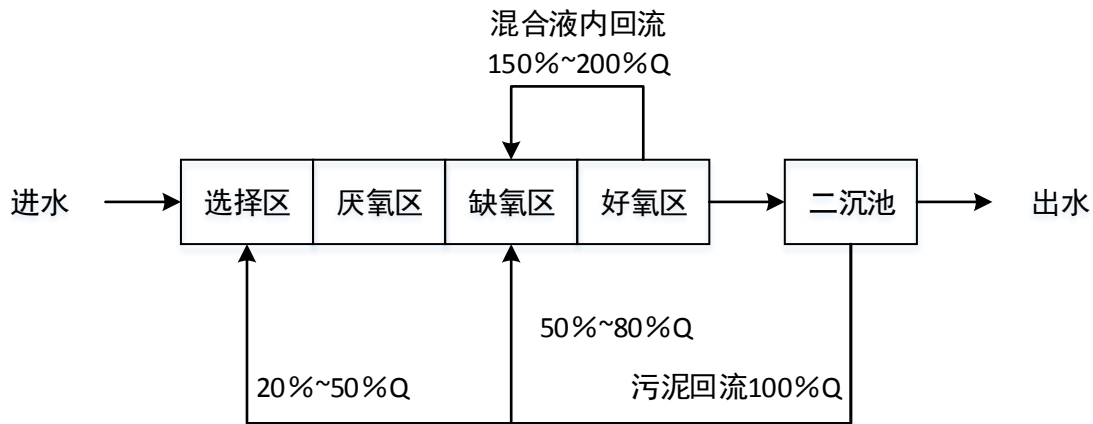 混合液内回流
150%~200%Q
进水
选择区
厌氧区
缺氧区
好氧区
二沉池
出水
50%~80%Q
20%~50%Q
污泥回流100%Q